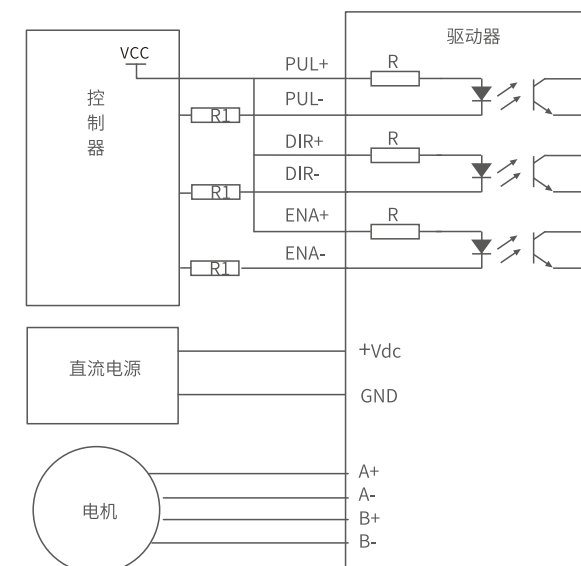 驱动器
VCC
控
制
器
PUL+
R
PUL-
R1
DIR+
R
DIR-
R1
ENA+
R
ENA-
R1
直流电源
+Vdc
GND
电机
A+
A-
B+
B-